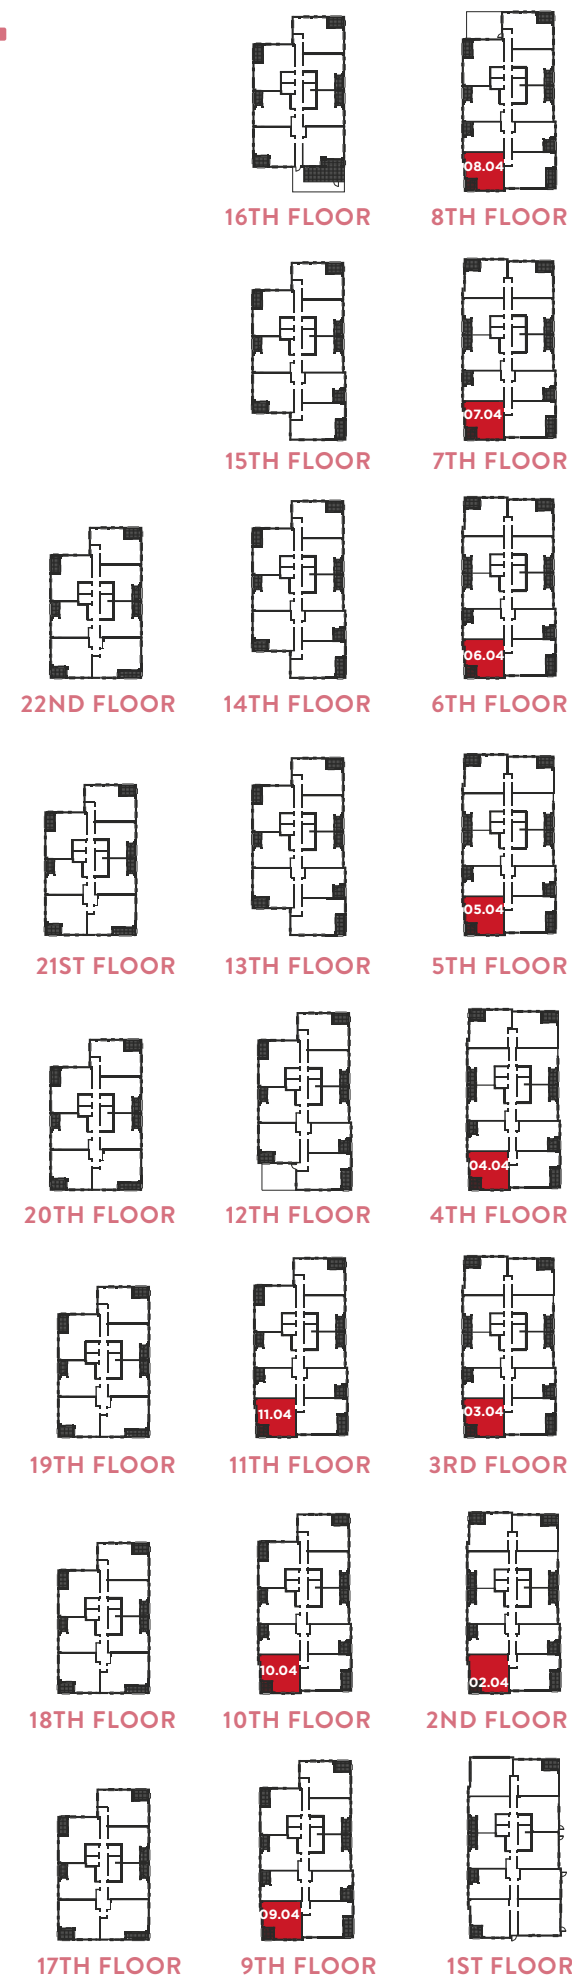 08.04
16TH FLOOR
8TH FLOOR
07.04
15TH FLOOR
7TH FLOOR
06.04
22ND FLOOR
14TH FLOOR
6TH FLOOR
05.04
21ST FLOOR
13TH FLOOR
5TH FLOOR
04.04
20TH FLOOR
12TH FLOOR
4TH FLOOR
11.04
03.04
19TH FLOOR
11TH FLOOR
3RD FLOOR
10.04
02.04
18TH FLOOR
10TH FLOOR
2ND FLOOR
09.04
17TH FLOOR
9TH FLOOR
1ST FLOOR